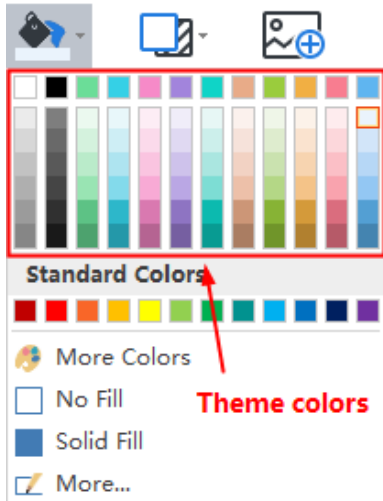 Standard Colors
More Colors
No Fill
Theme colors
Solid Fill
More...